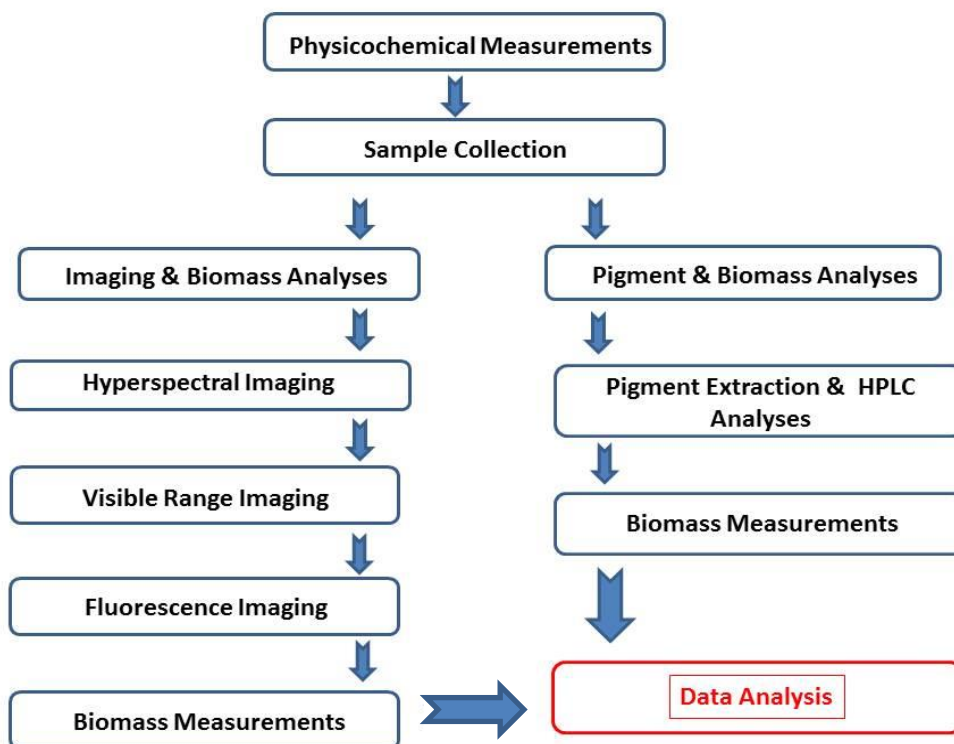 Physicochemical Measurements
Sample Collection
Imaging & Biomass Analyses
Hyperspectral Imaging
Visible Range Imaging
Fluorescence Imaging
Biomass Measurements
Pigment & Biomass Analyses
Pigment Extraction & HPLC
Analyses
Biomass Measurements
Data Analysis